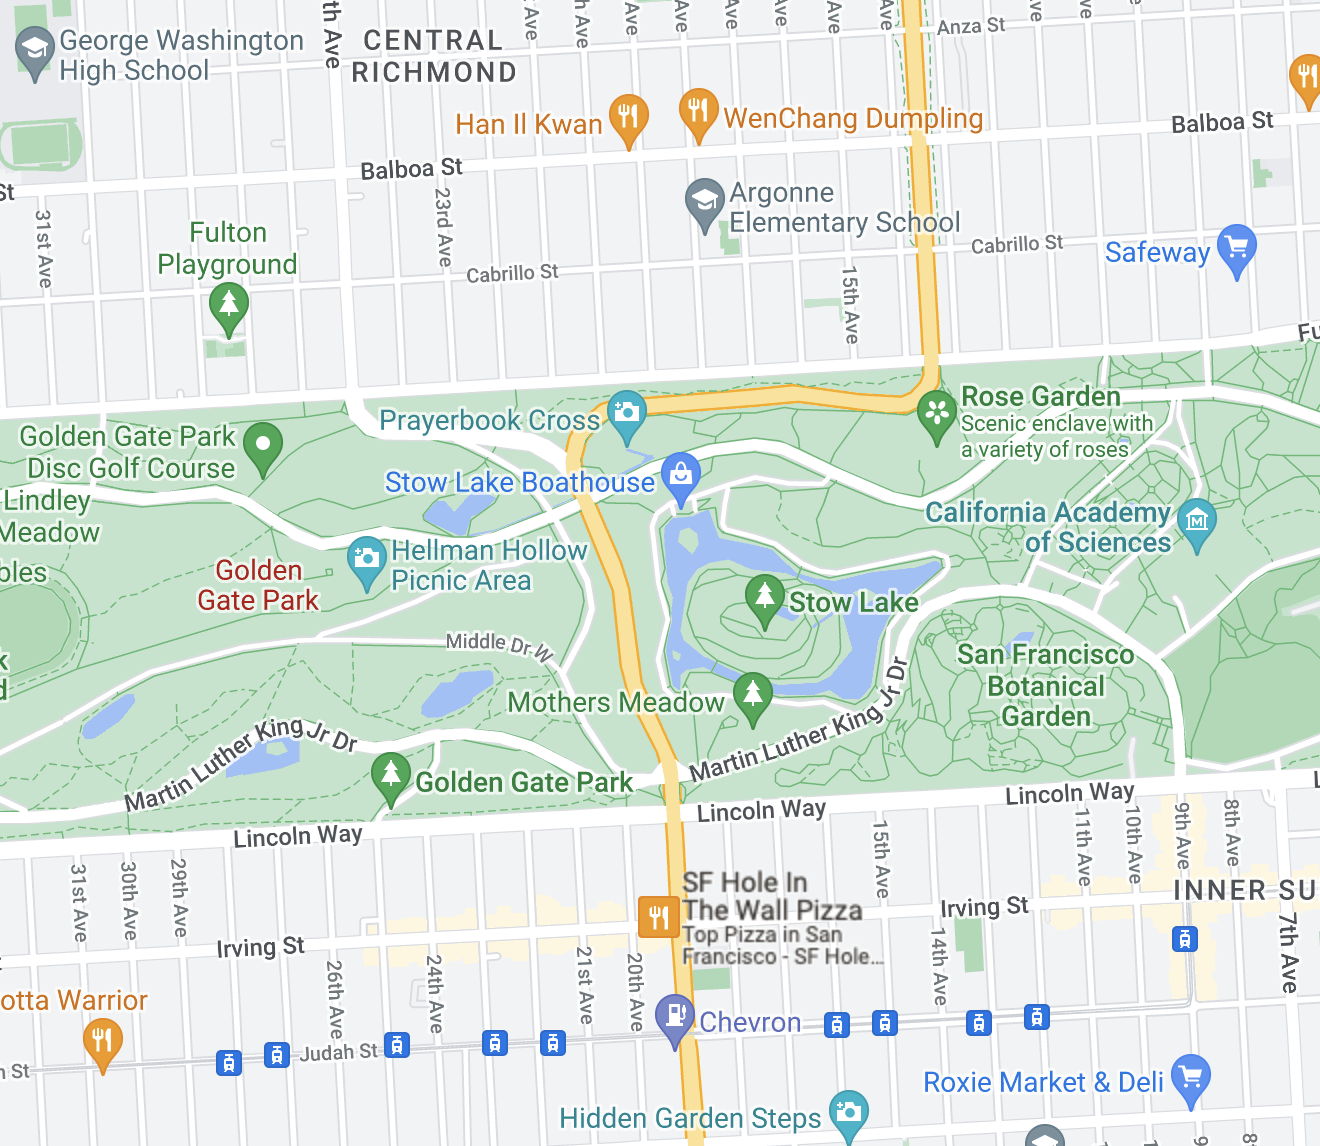 George Washington
High School
th Ave
CENTRAL
RICHMOND
Ave
h Ave
Ave
Ave
Ave
Ave
Ave
Anza St
Ave
Ave
Ave
Han Il Kwan
WenChang Dumpling
Balboa St
Balboa St
St
31st Ave
23rd Ave
Argonne
Elementary School
Fulton
Playground
Cabrillo St
Cabrillo St
Safeway
15th Ave
Fu
Prayerbook Cross
Rose Garden
Scenic enclave with
a variety of roses
Golden Gate Park
Disc Golf Course
Lindley
Meadow
Stow Lake Boathouse
California Academy
of Sciences
Hellman Hollow
Picnic Area
bles
Golden
Gate Park
Stow Lake
Middle Dr W
k
d
San Francisco
Botanical
Garden
Mothers Meadow
Martin Luther King Jr Dr
Martin Luther King Jr Dr
Golden Gate Park
Lincoln Way
Lincoln Way
Lincoln Way
L
31st Ave
30th Ave
29th Ave
15th Ave
11th Ave
10th Ave
9th Ave
8th Ave
SF Hole In
The Wall Pizza
Top Pizza in San
Francisco - SF Hole...
INNER SU
Irving St
Irving St
26th Ave
24th Ave
21st Ave
20th Ave
14th Ave
7th Ave
otta Warrior
Chevron
Judah St
h St
Roxie Market & Deli
Hidden Garden Steps
1
1
9
8